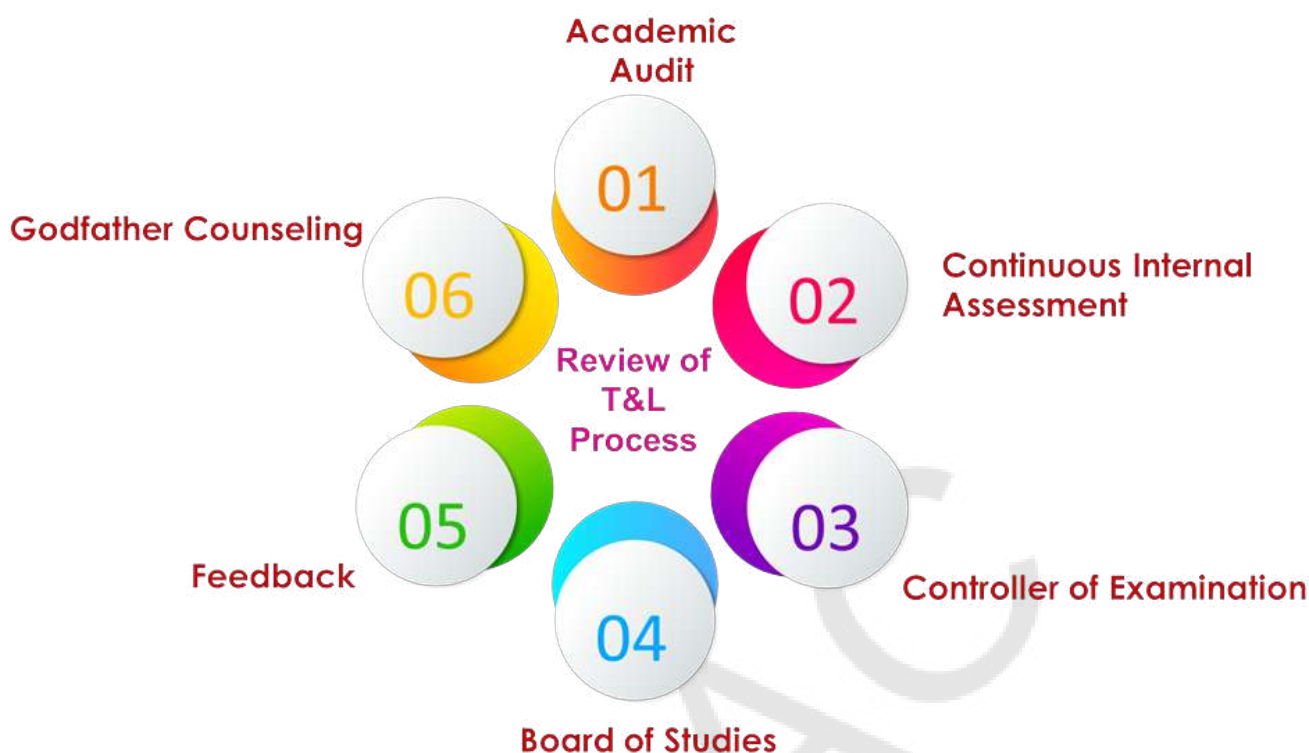 Academic
Audit
01
Godfather Counseling
06
02
Continuous Internal
Assessment
Review of
T&L
Process
05
Feedback
03
Controller of Examination
04
Board of Studies